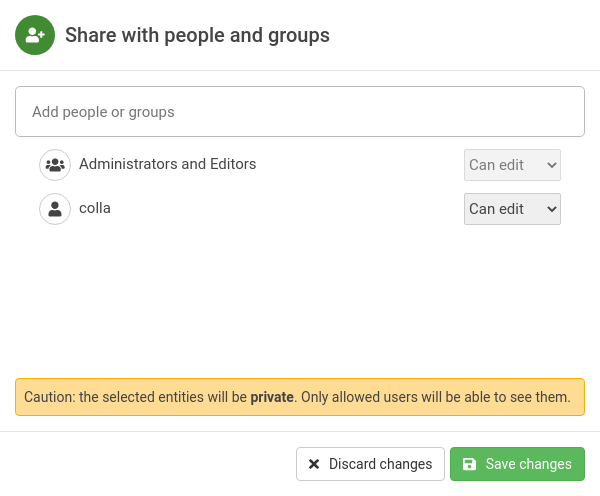 Share with people and groups
Add people or groups
Administrators and Editors Can edit
colla Can edit
Caution: the selected entities will be private. Only allowed users will be able to see them.
Discard changes Save changes